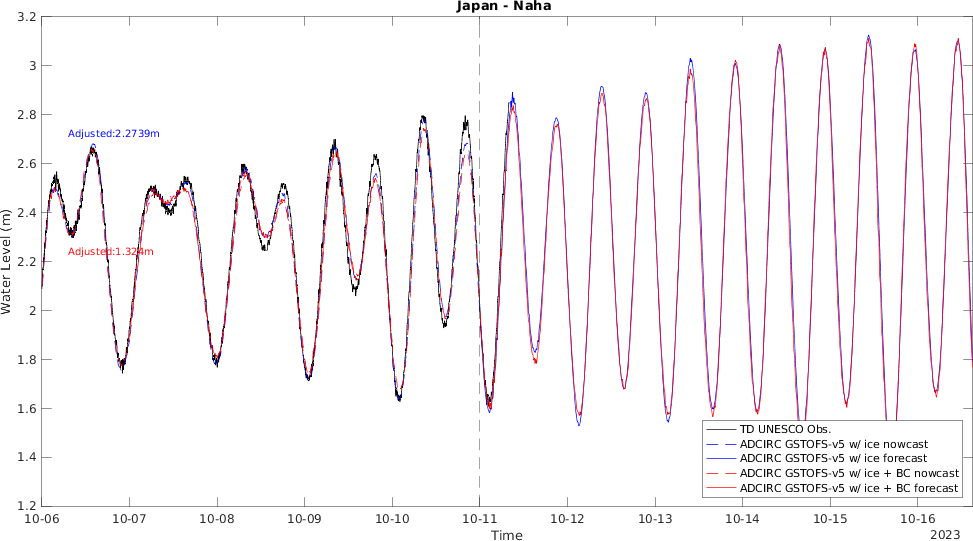 Japan - Naha
3.2
3
2.8
2.6
2.4
2.2
2
1.8
1.6
1.4
1.2
Water Level (m)
Adjusted:2.2739m
Adjusted:1.324m
TD UNESCO Obs.
ADCIRC GSTOFS-v5 w/ ice nowcast
ADCIRC GSTOFS-v5 w/ ice forecast
ADCIRC GSTOFS-v5 w/ ice + BC nowcast
ADCIRC GSTOFS-v5 w/ ice + BC forecast
10-06 10-07 10-08 10-09 10-10 10-11 10-12 10-13 10-14 10-15 10-16
Time
2023